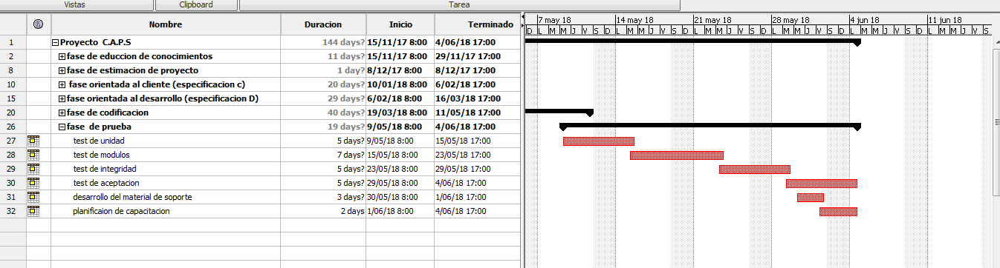 Vistas Clipboard Tarea
Nombre Duracion Inicio Terminado
7 may 18 14 may 18 21 may 18 28 may 18 4 jun 18 11 jun 18
D L M M J V S D L M M J V S D L M M J V S D L M M J V S D L M M J V S D L M M J V S
1 Proyecto C.A.P.S 144 days? 15/11/17 8:00 4/06/18 17:00
2 fase de educcion de conocimientos 11 days? 15/11/17 8:00 29/11/17 17:00
8 fase de estimacion de proyecto 1 day? 8/12/17 8:00 8/12/17 17:00
10 fase orientada al cliente (especificacion c) 20 days? 10/01/18 8:00 6/02/18 17:00
15 fase orientada al desarrollo (especificacion D) 29 days? 6/02/18 8:00 16/03/18 17:00
20 fase de codificacion 40 days? 19/03/18 8:00 11/05/18 17:00
26 fase de prueba 19 days? 9/05/18 8:00 4/06/18 17:00
27 test de unidad 5 days? 9/05/18 8:00 15/05/18 17:00
28 test de modulos 7 days? 15/05/18 8:00 23/05/18 17:00
29 test de integridad 5 days? 23/05/18 8:00 29/05/18 17:00
30 test de aceptacion 5 days? 29/05/18 8:00 4/06/18 17:00
31 desarrollo del material de soporte 3 days? 30/05/18 8:00 1/06/18 17:00
32 planificaion de capacitacion 2 days 1/06/18 8:00 4/06/18 17:00